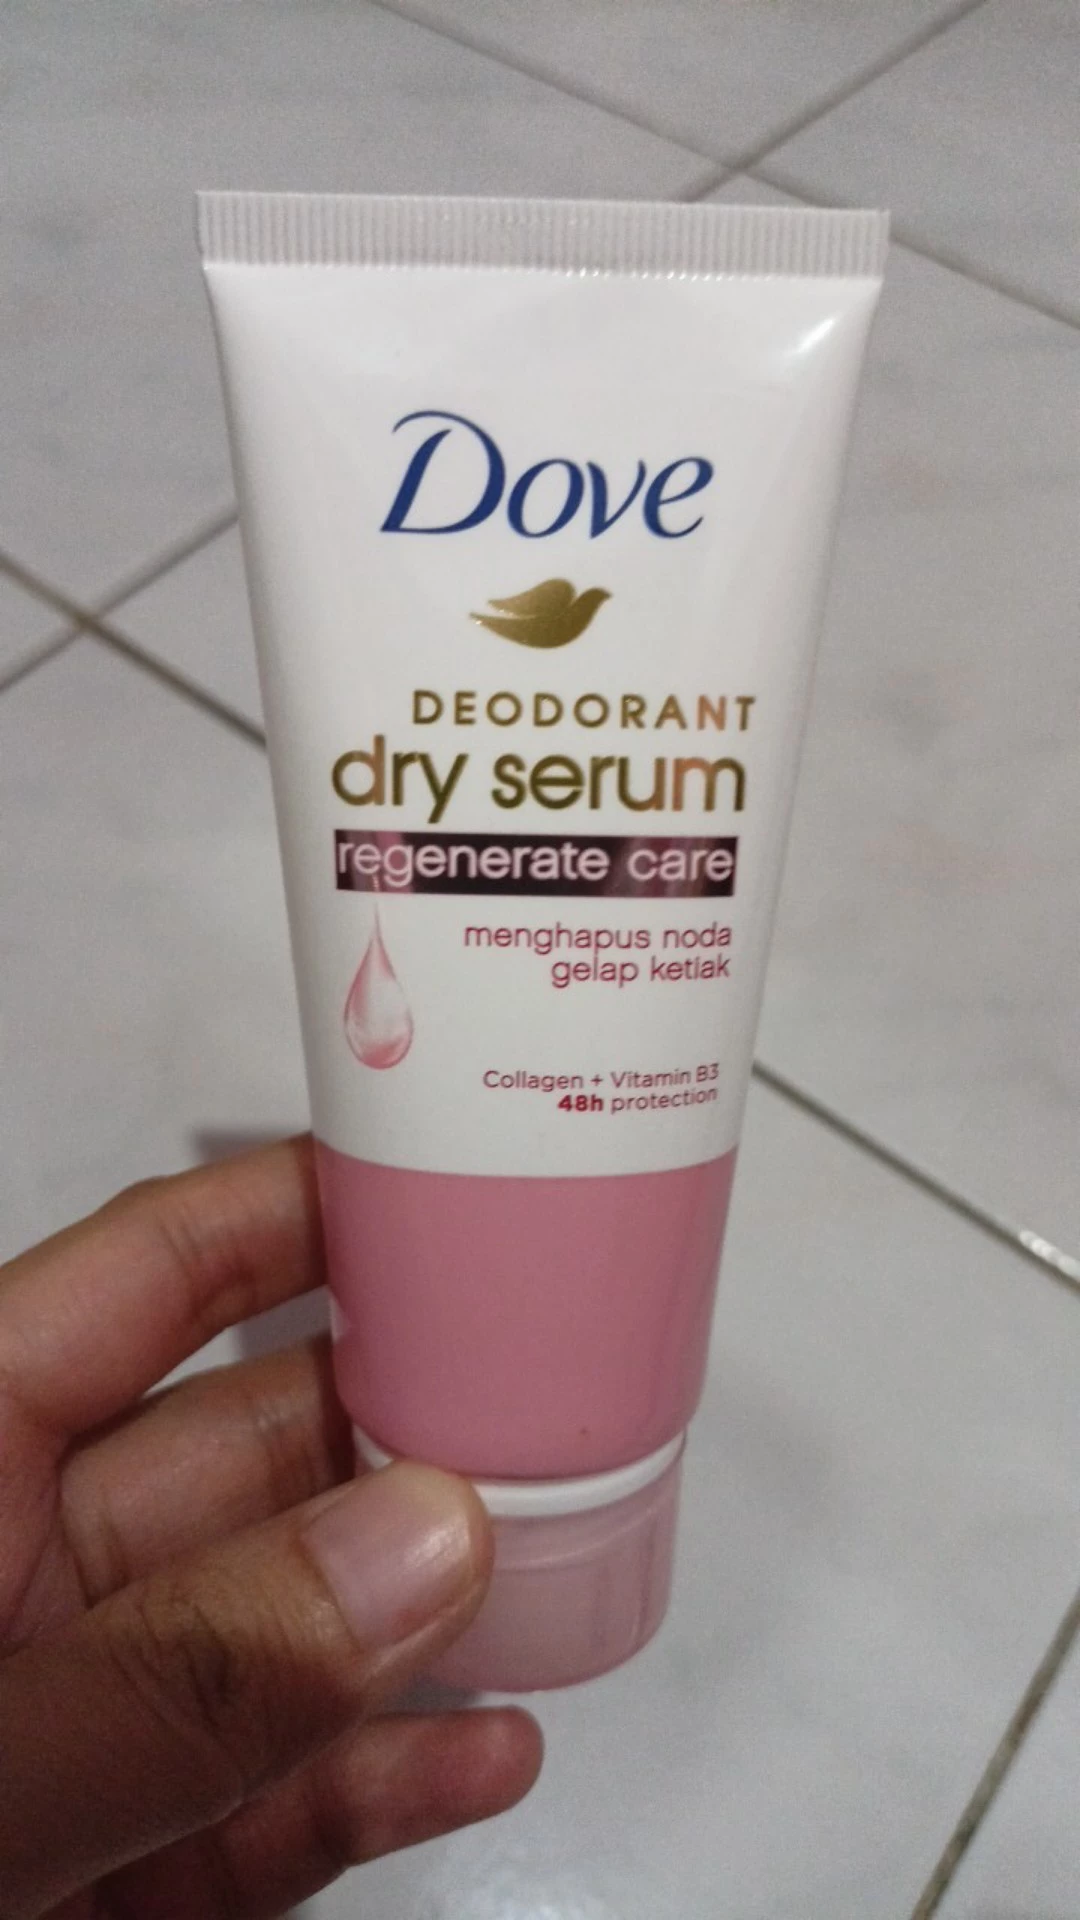 Dove
DEODORANT
dry serum
regenerate care
menghapus noda
gelap ketiak
Collagen + Vitamin B3
48h protection